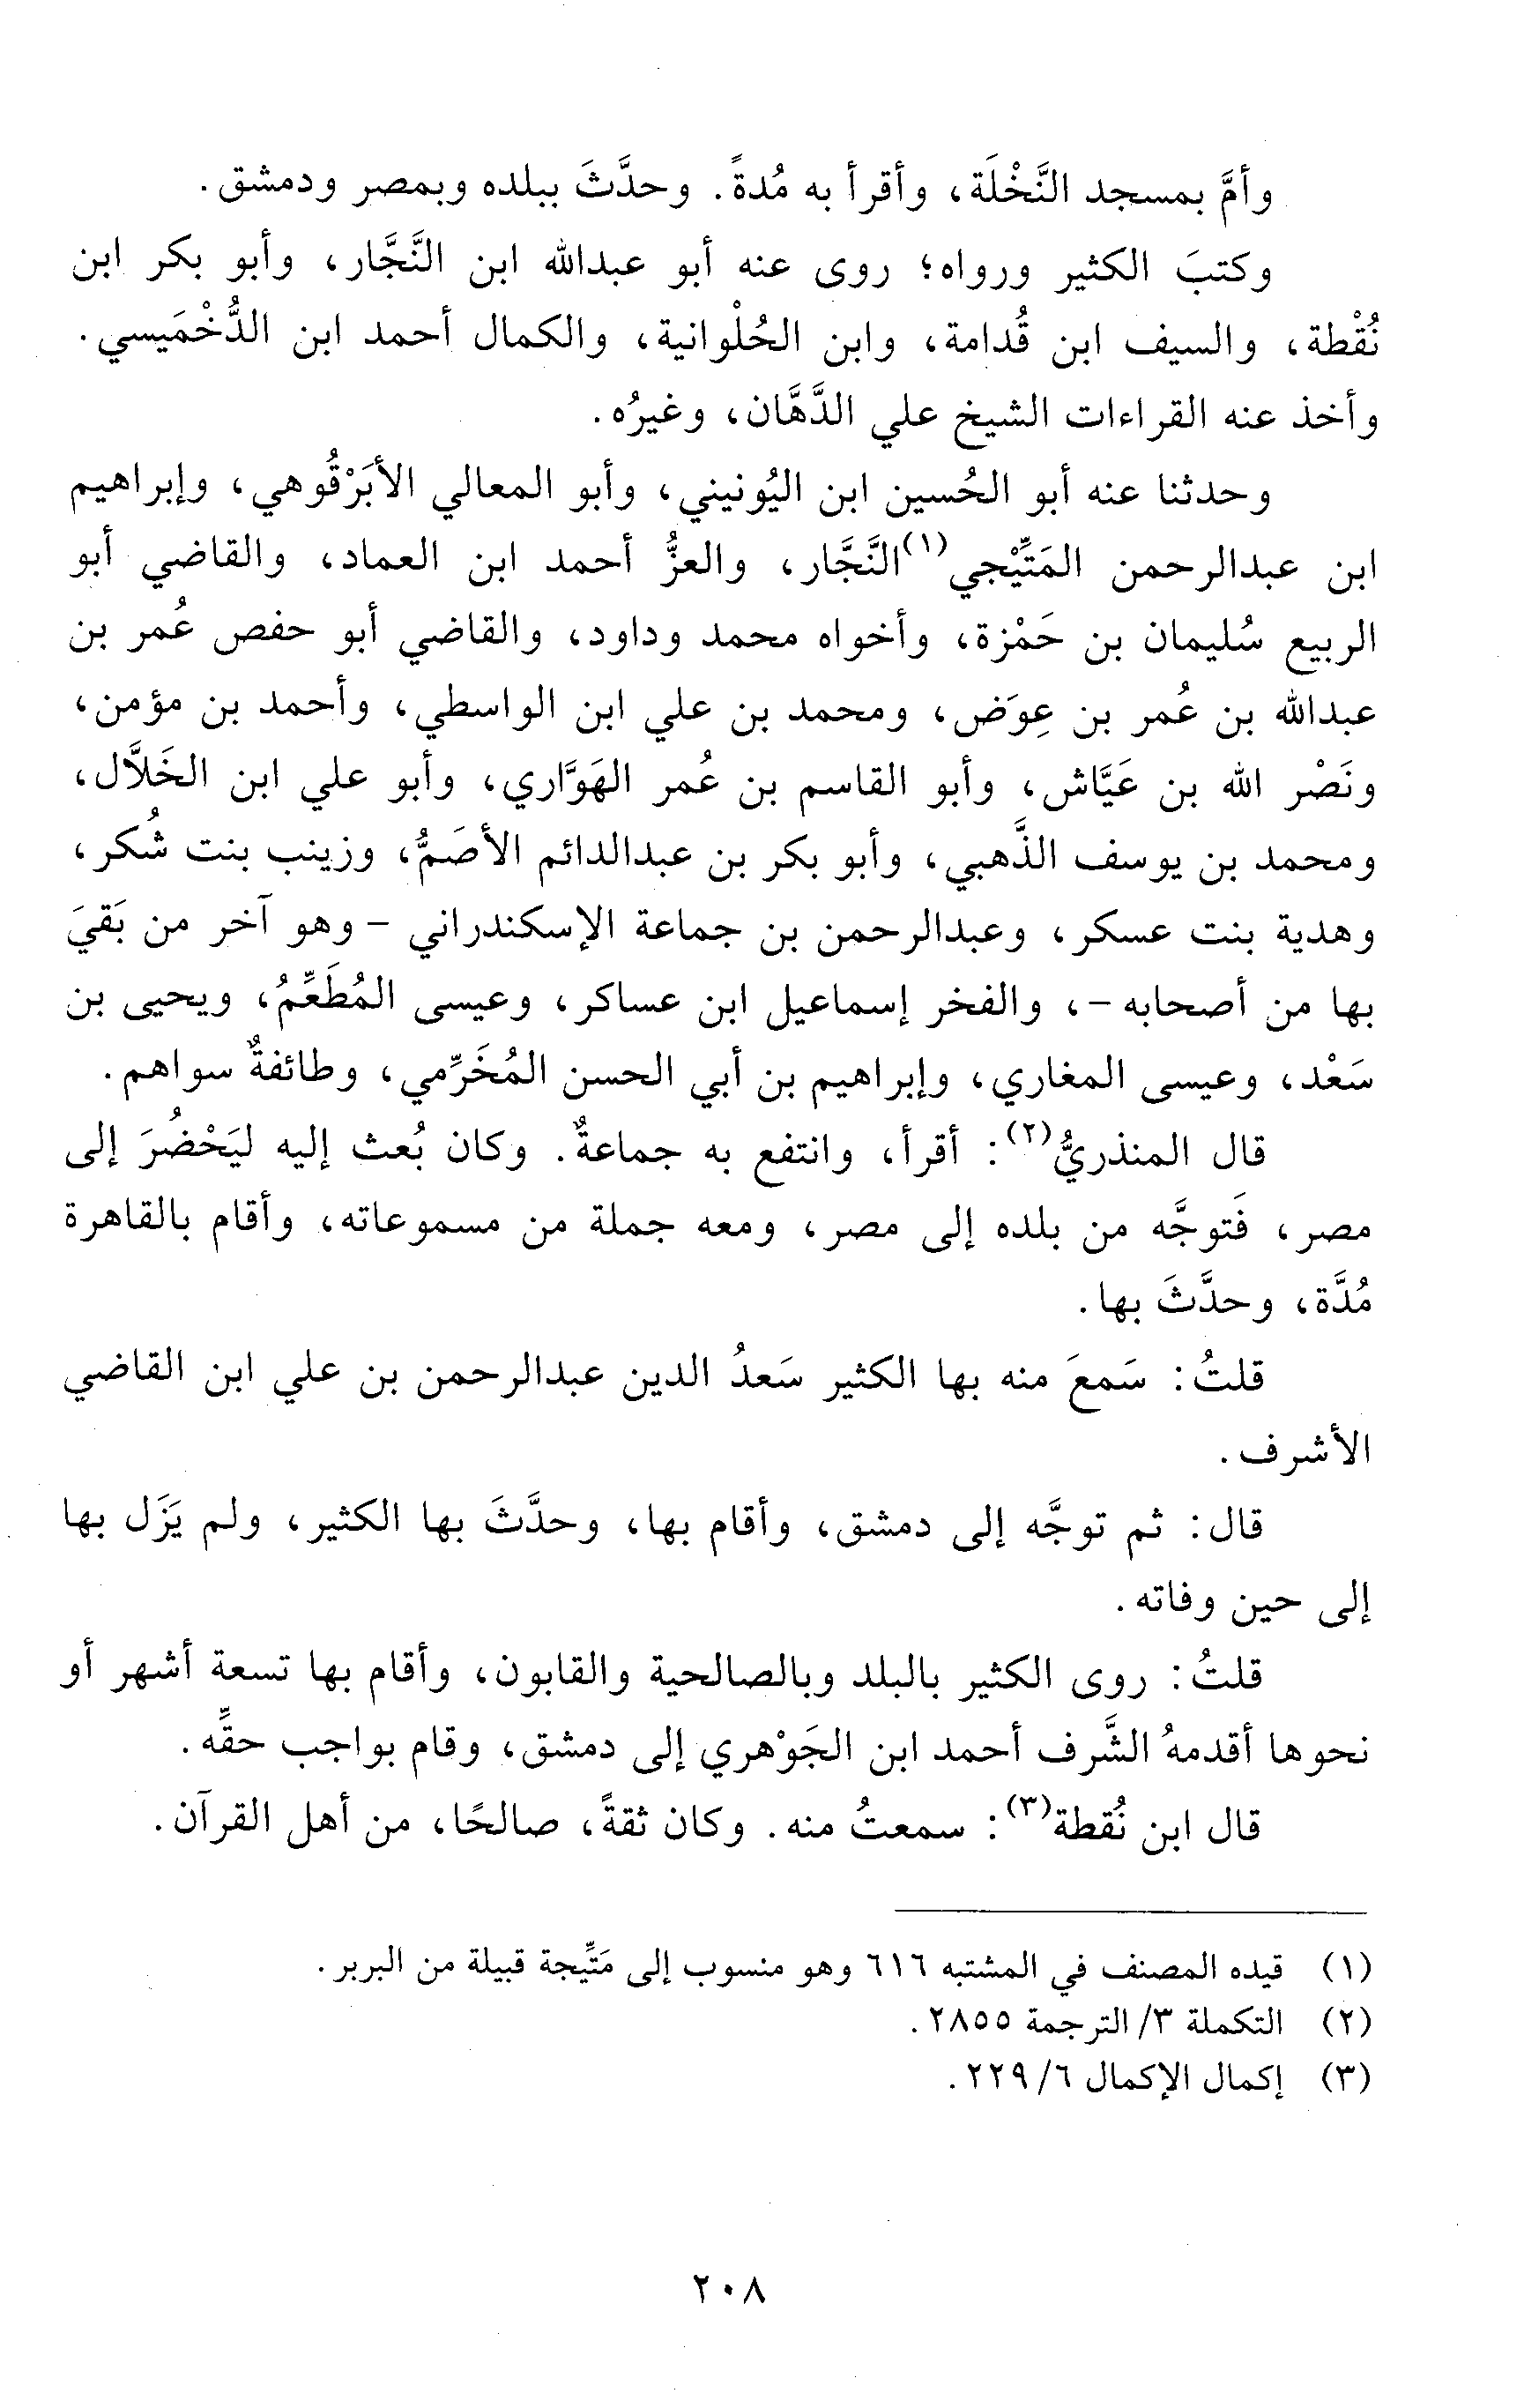 وأمَّ بمسجد النَّخْلَة، وأقرأ به مُدةً. وحدَّثَ ببلده وبمصر ودمشق.
وكتبَ الكثير ورواه؛ روى عنه أبو عبدالله ابن النَّجَّار، وأبو بكر ابن
نُقْطة، والسيف ابن قُدامة، وابن الحُلْوانية، والكمال أحمد ابن الدُّخْمَيسي.
وأخذ عنه القراءات الشيخ علي الدَّهَّان، وغيرُه.
وحدثنا عنه أبو الحُسين ابن اليُونيني، وأبو المعالي الأبَرْقُوهي، وإبراهيم
ابن عبدالرحمن المَتِّيْجي(١) النَّجَّار، والعزُّ أحمد ابن العماد، والقاضي أبو
الربيع سُليمان بن حَمْزة، وأخواه محمد وداود، والقاضي أبو حفص عُمر بن
عبدالله بن عُمر بن عِوَض، ومحمد بن علي ابن الواسطي، وأحمد بن مؤمن،
ونَصْر الله بن عَيَّاش، وأبو القاسم بن عُمر الهَوَّاري، وأبو علي ابن الخَلاَّل،
ومحمد بن يوسف الذَّهبي، وأبو بكر بن عبدالدائم الأصَمُّ، وزينب بنت شُكر،
وهدية بنت عسكر، وعبدالرحمن بن جماعة الإسكندراني - وهو آخر من بَقيَ
بها من أصحابه -، والفخر إسماعيل ابن عساكر، وعيسى المُطَعِّمُ، ويحيى بن
سَعْد، وعيسى المغاري، وإبراهيم بن أبي الحسن المُخَرِّمي، وطائفةٌ سواهم.
قال المنذريُّ(٢): أقرأ، وانتفع به جماعةٌ. وكان بُعث إليه ليَحْضُرَ إلى
مصر، فَتوجَّه من بلده إلى مصر، ومعه جملة من مسموعاته، وأقام بالقاهرة
مُدَّة، وحدَّثَ بها.
قلتُ: سَمعَ منه بها الكثير سَعدُ الدين عبدالرحمن بن علي ابن القاضي
الأشرف.
قال: ثم توجَّه إلى دمشق، وأقام بها، وحدَّثَ بها الكثير، ولم يَزَل بها
إلى حين وفاته.
قلتُ: روى الكثير بالبلد وبالصالحية والقابون، وأقام بها تسعة أشهر أو
نحوها أقدمهُ الشَّرف أحمد ابن الجَوْهري إلى دمشق، وقام بواجب حقِّه.
قال ابن نُقطة(٣): سمعتُ منه. وكان ثقةً، صالحًا، من أهل القرآن.
(١) قيده المصنف في المشتبه ٦١٦ وهو منسوب إلى مَتِّيجة قبيلة من البربر.
(٢) التكملة ٣/ الترجمة ٢٨٥٥.
(٣) إكمال الإكمال ٦/ ٢٢٩.
٢٠٨